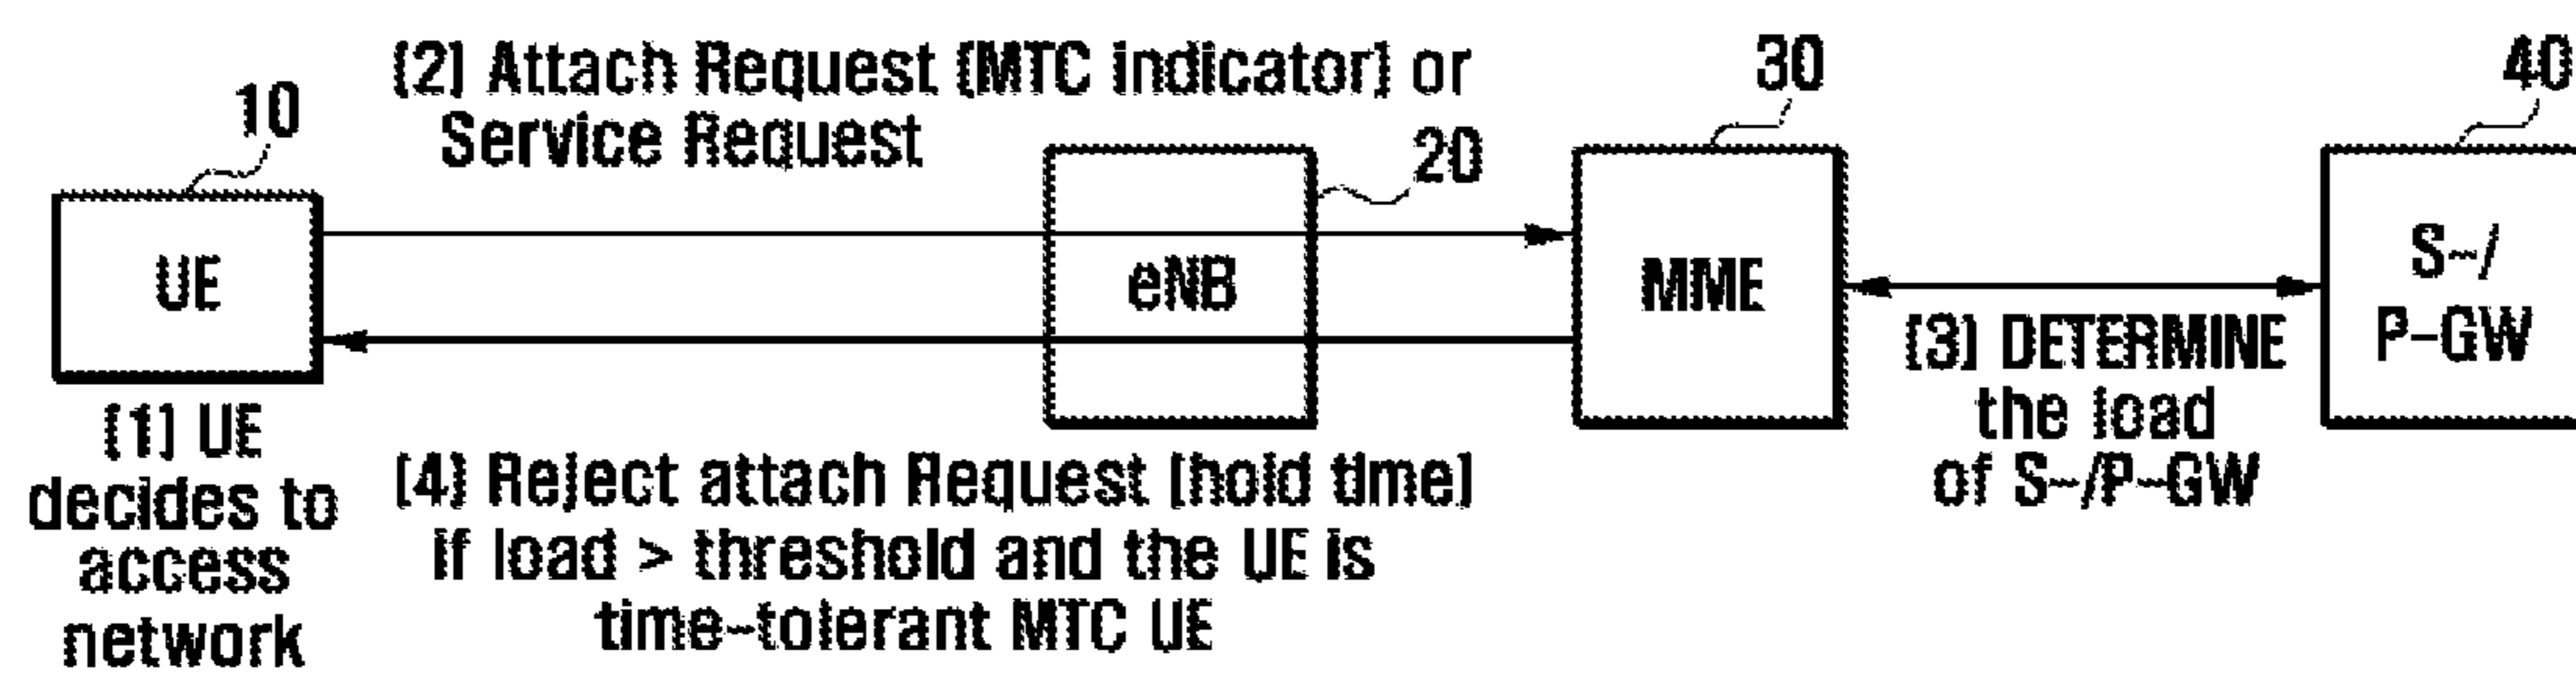 (2) Attach Request (MTC indicator) or
Service Request
10
20
30
40
UE
eNB
MME
S-/
P-GW
(1) UE
decides to
access
network
(3) DETERMINE
the load
of S-/P-GW
(4) Reject attach Request (hold time)
if load > threshold and the UE is
time-tolerant MTC UE